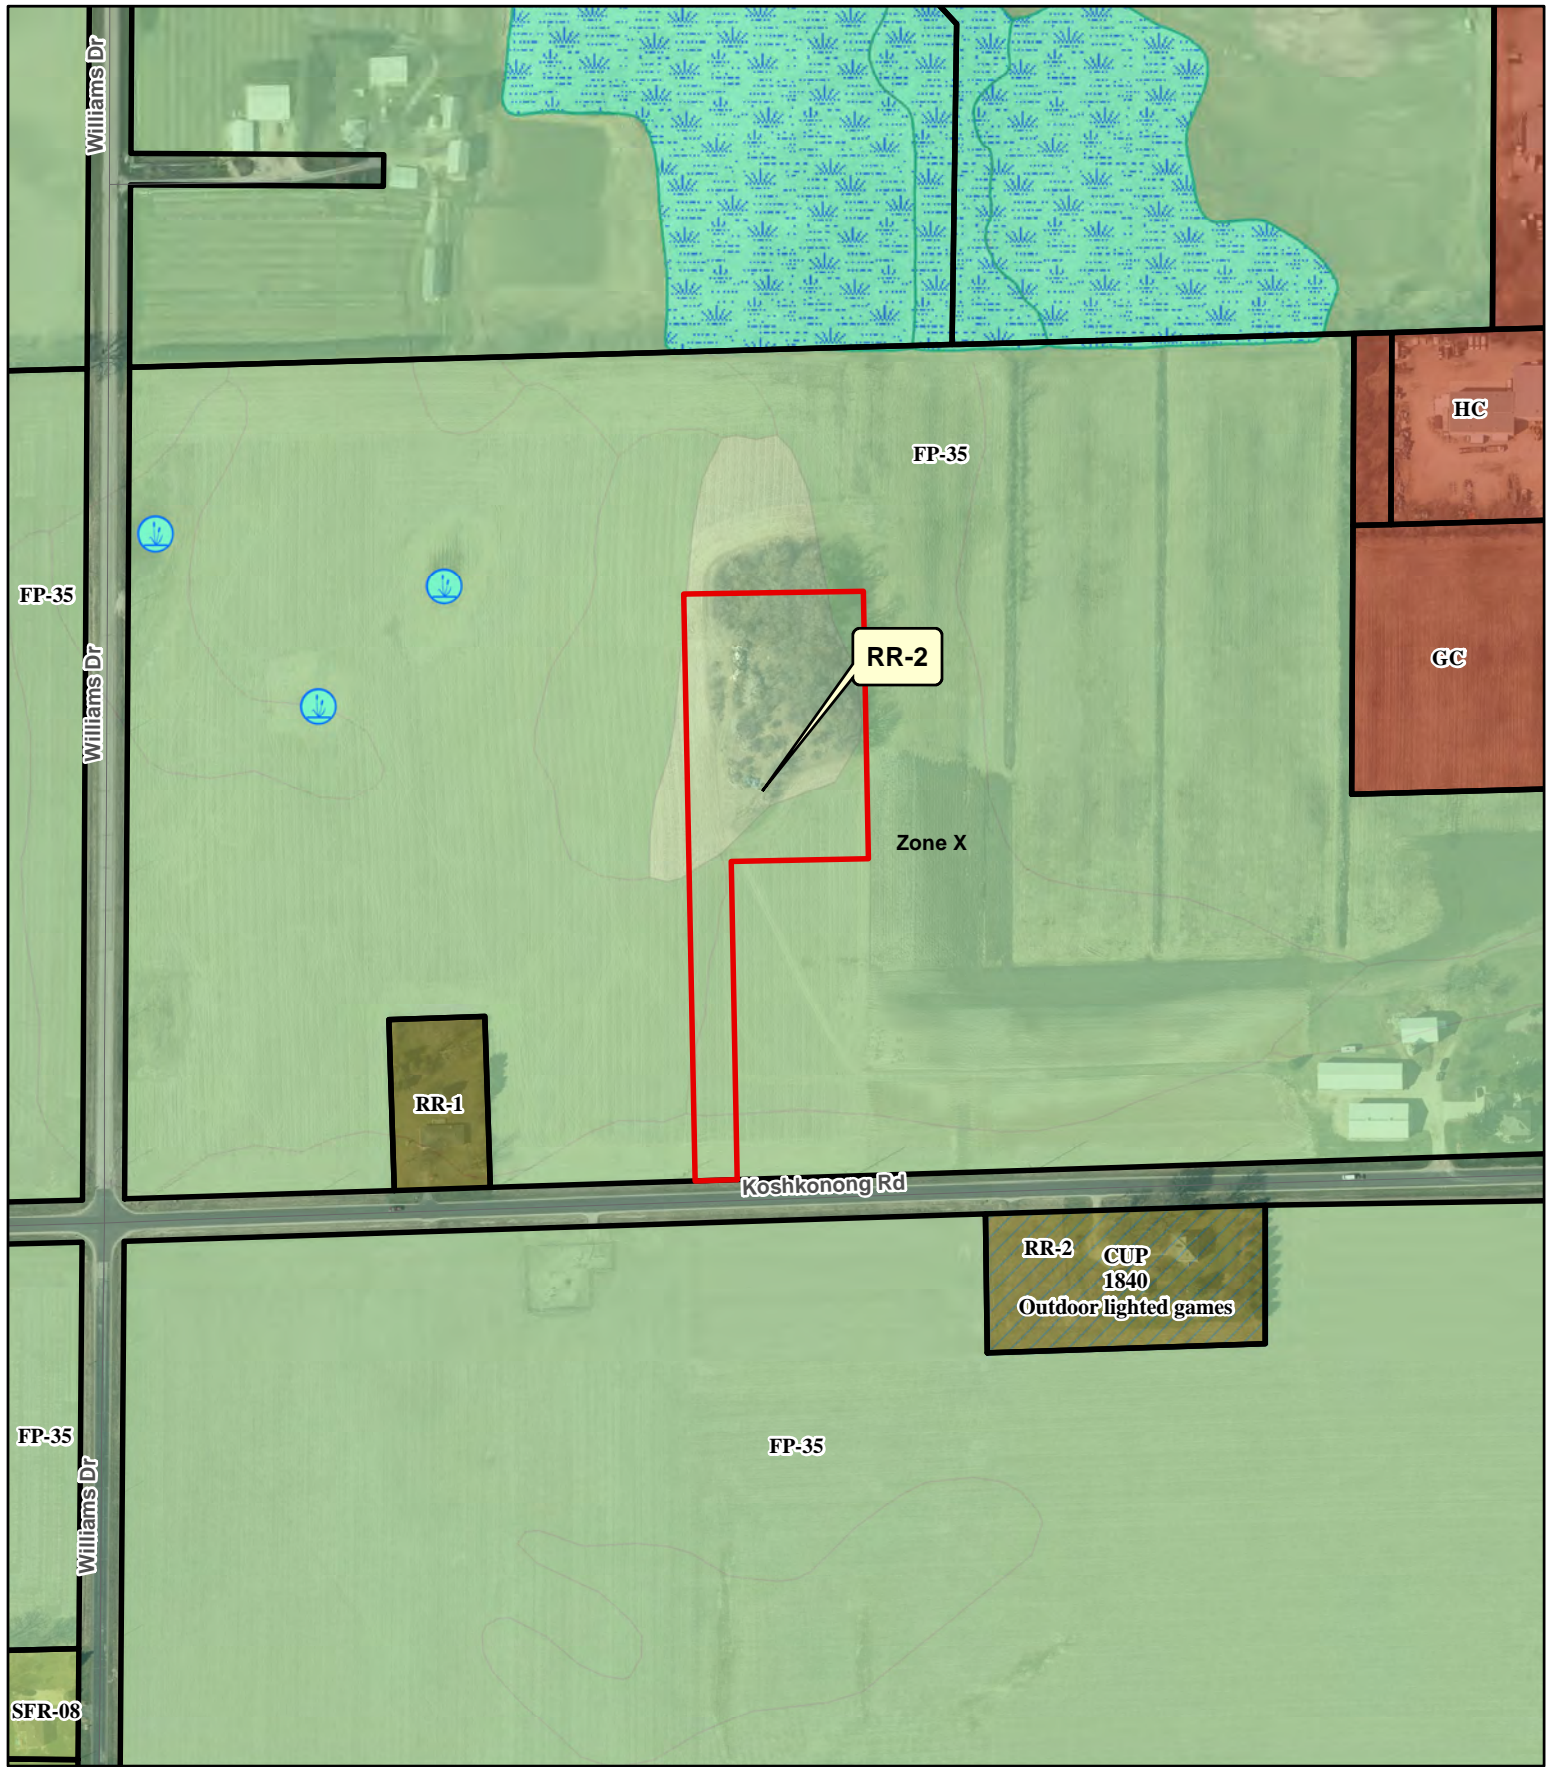 Williams Dr
HC
FP-35
FP-35
Williams Dr
RR-2
GC
Zone X
RR-1
Koshkonong Rd
RR-2
CUP
1840
Outdoor lighted games
FP-35
FP-35
Williams Dr
SFR-08